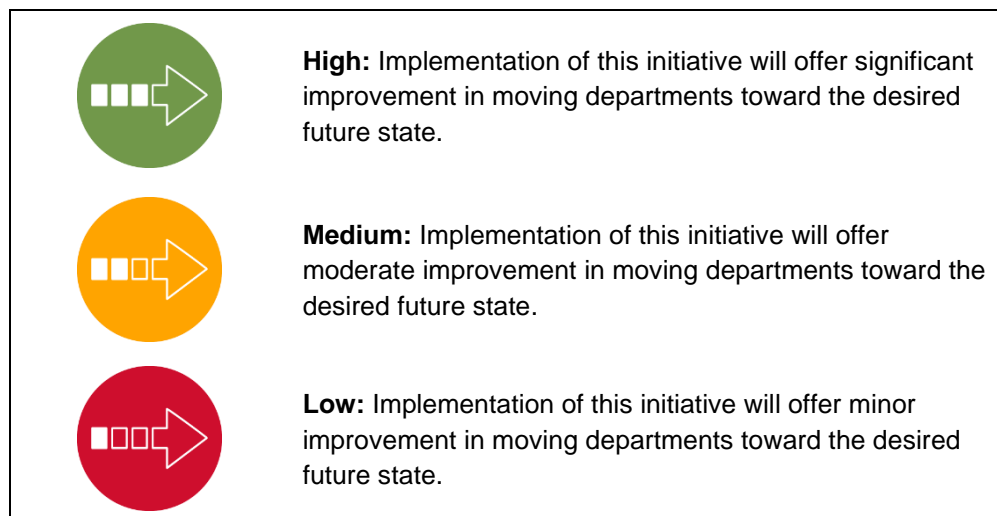 High: Implementation of this initiative will offer significant
improvement in moving departments toward the desired
future state.
Medium: Implementation of this initiative will offer
moderate improvement in moving departments toward the
desired future state.
Low: Implementation of this initiative will offer minor
improvement in moving departments toward the desired
future state.